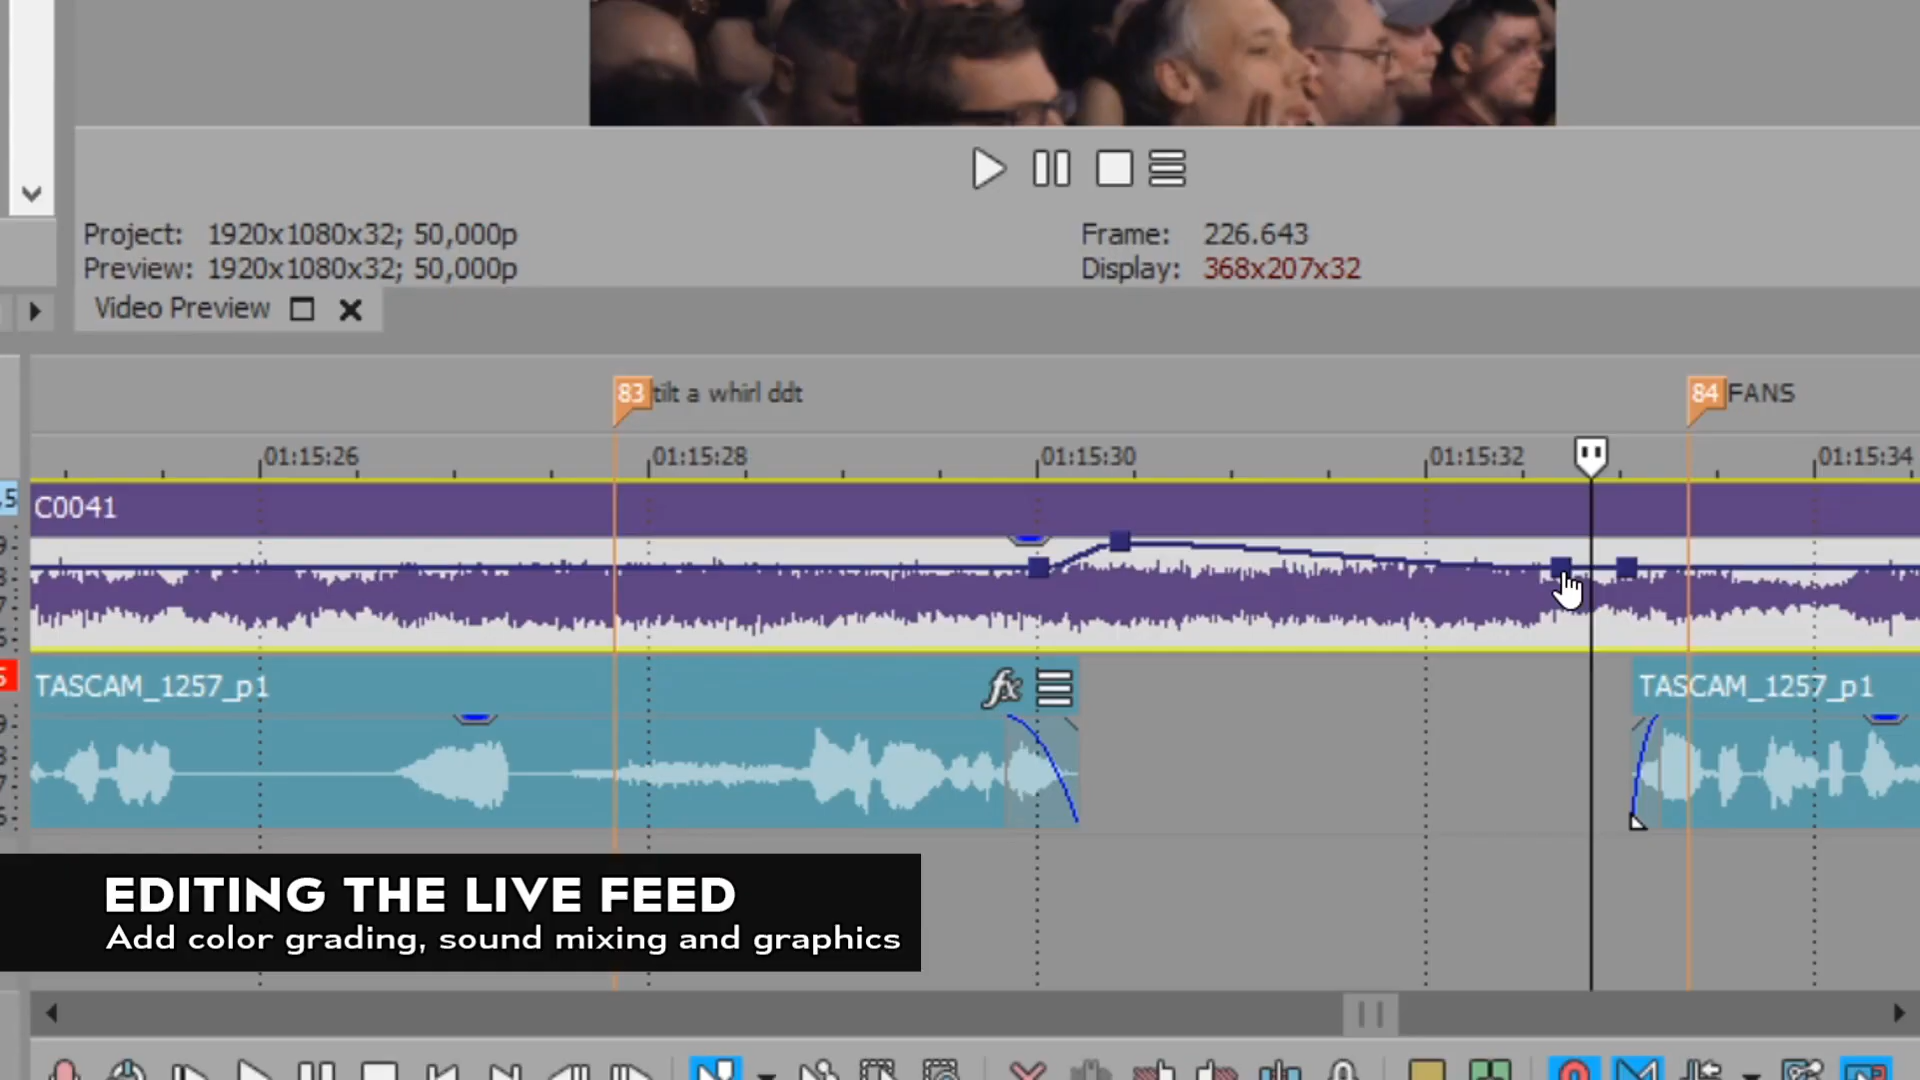 Project: 1920x1080x32; 50,000p
Preview: 1920x1080x32; 50,000p
Frame: 226.643
Display: 368x207x32
Video Preview
83 tilt a whirl ddt
84 FANS
01:15:26 01:15:28 01:15:30 01:15:32 01:15:34
C0041
TASCAM_1257_p1
fx
TASCAM_1257_p1
EDITING THE LIVE FEED
Add color grading, sound mixing and graphics